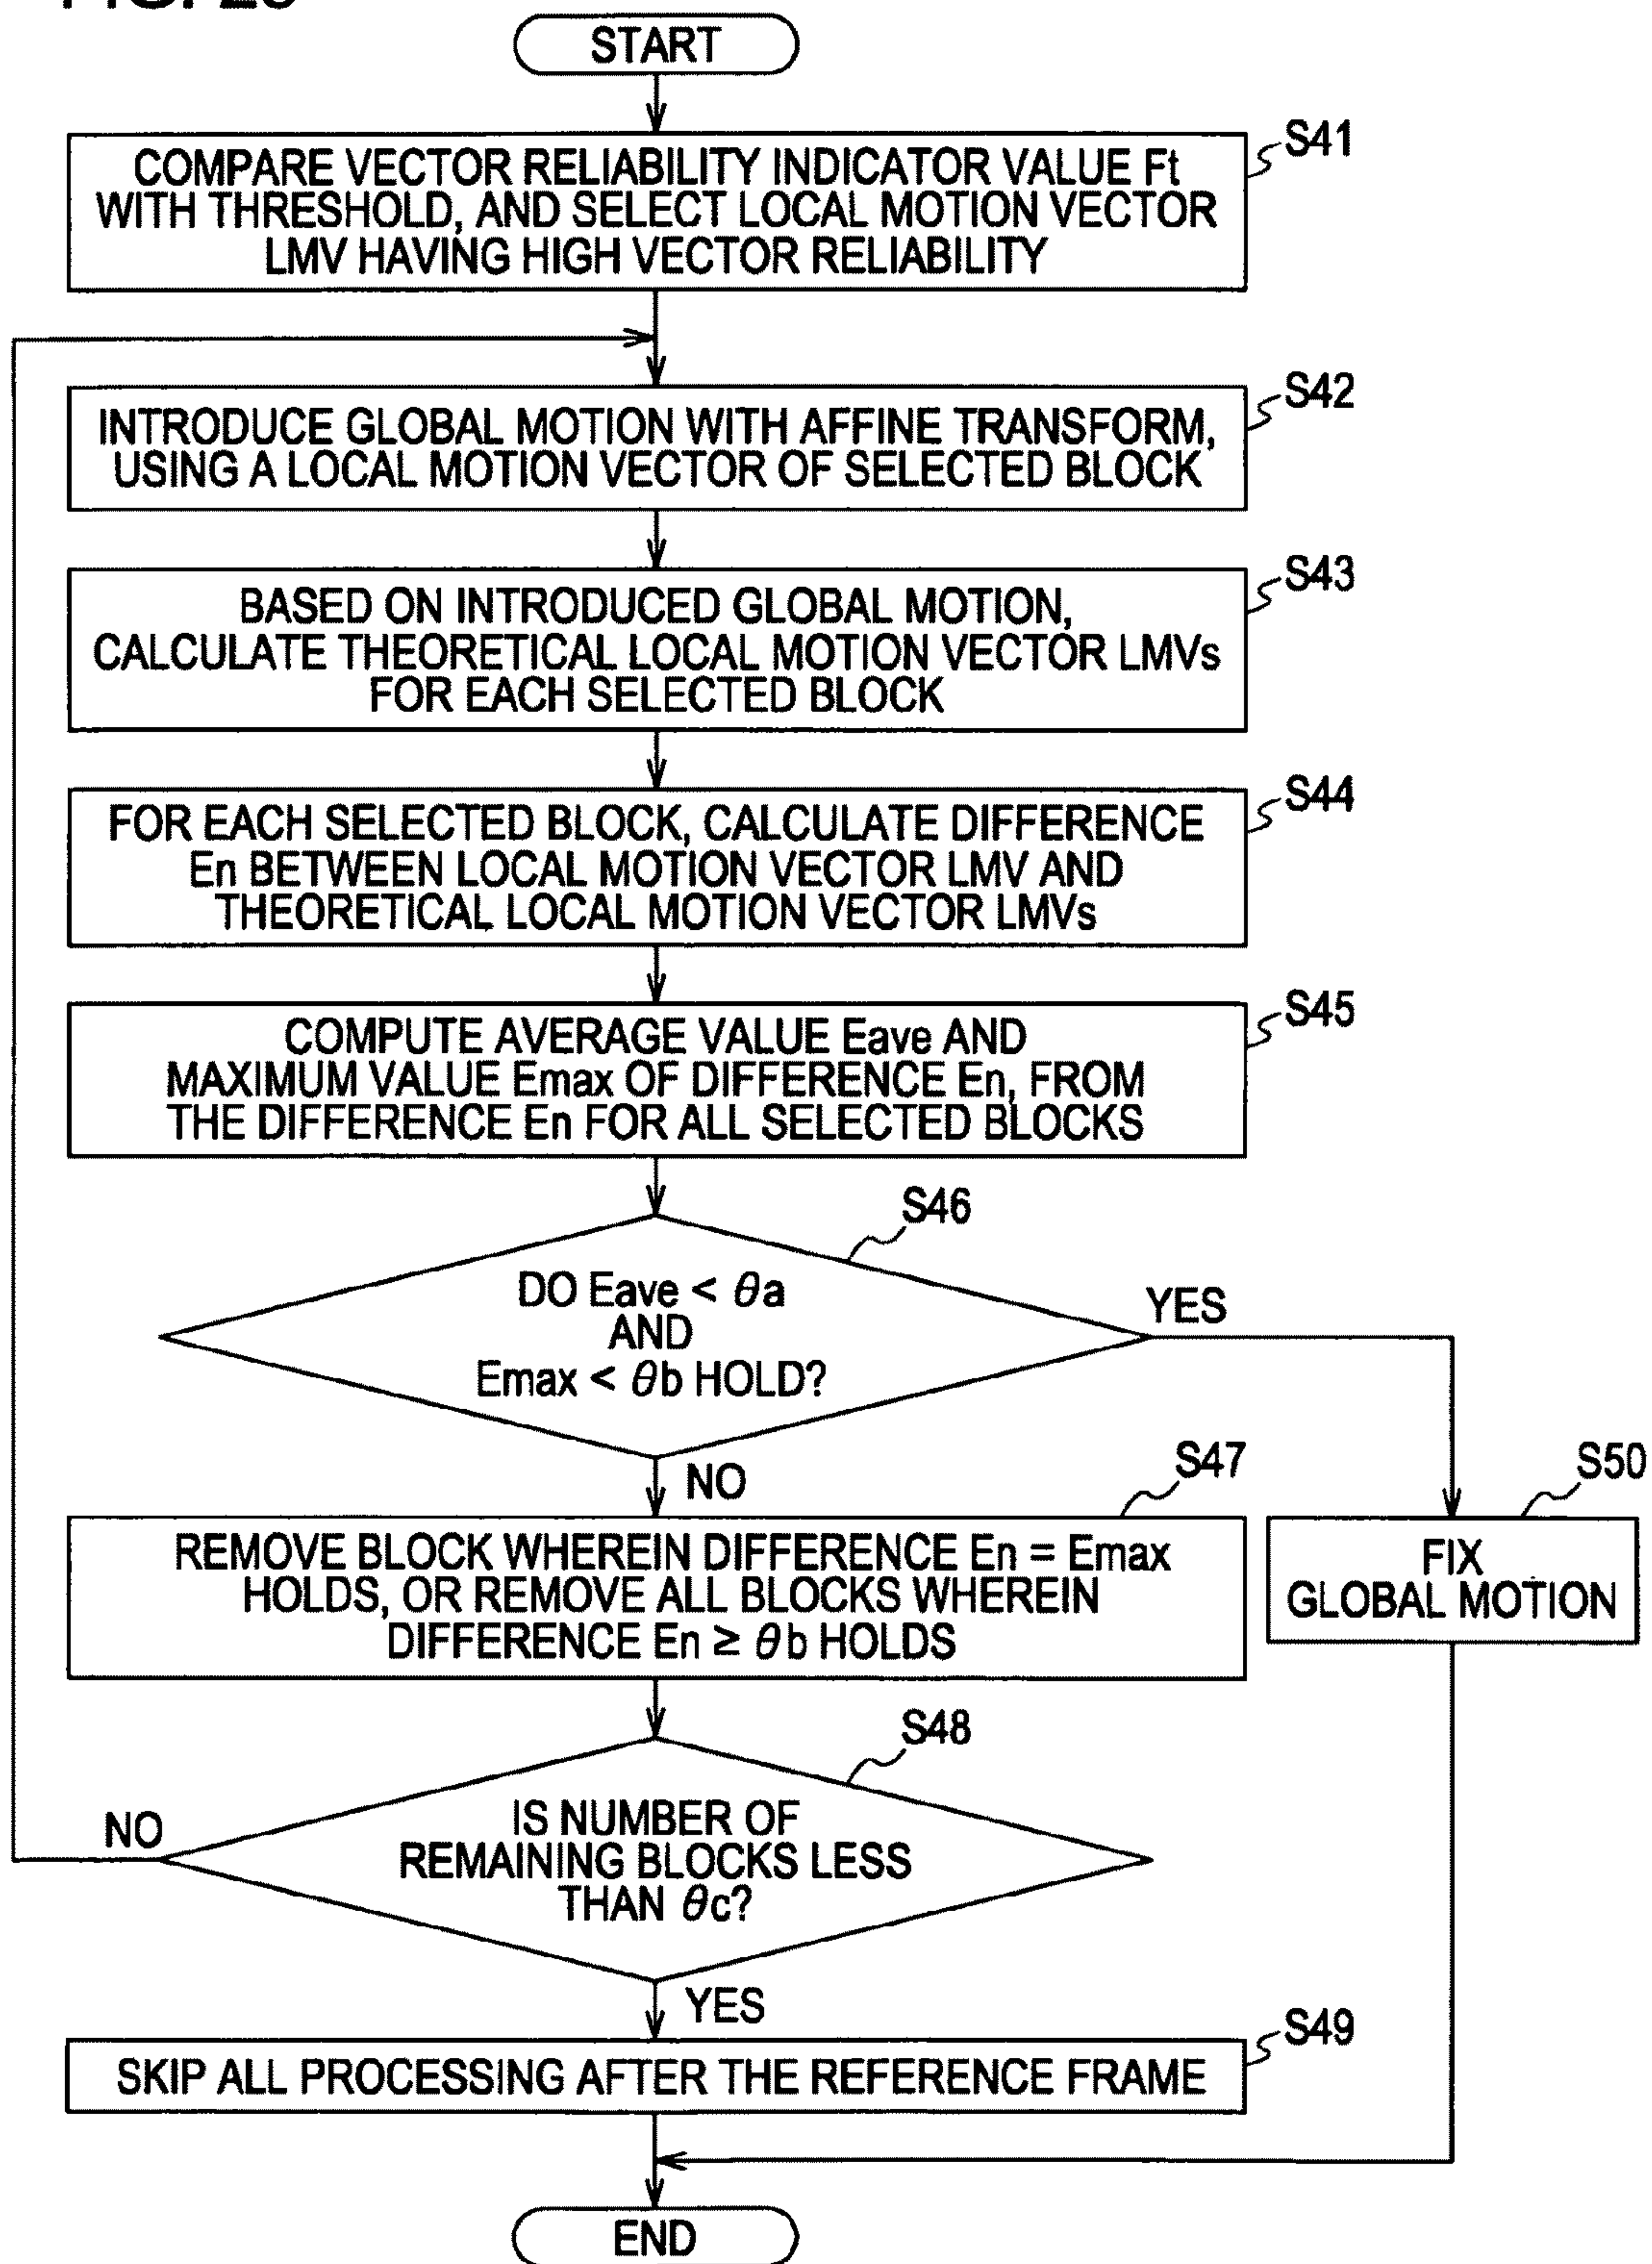 START
S41
COMPARE VECTOR RELIABILITY INDICATOR VALUE Ft
WITH THRESHOLD, AND SELECT LOCAL MOTION VECTOR
LMV HAVING HIGH VECTOR RELIABILITY
S42
INTRODUCE GLOBAL MOTION WITH AFFINE TRANSFORM,
USING A LOCAL MOTION VECTOR OF SELECTED BLOCK
S43
BASED ON INTRODUCED GLOBAL MOTION,
CALCULATE THEORETICAL LOCAL MOTION VECTOR LMVs
FOR EACH SELECTED BLOCK
S44
FOR EACH SELECTED BLOCK, CALCULATE DIFFERENCE
En BETWEEN LOCAL MOTION VECTOR LMV AND
THEORETICAL LOCAL MOTION VECTOR LMVs
S45
COMPUTE AVERAGE VALUE Eave AND
MAXIMUM VALUE Emax OF DIFFERENCE En, FROM
THE DIFFERENCE En FOR ALL SELECTED BLOCKS
S46
DO Eave < θa
AND
Emax < θb HOLD?
YES
NO
S47
REMOVE BLOCK WHEREIN DIFFERENCE En = Emax
HOLDS, OR REMOVE ALL BLOCKS WHEREIN
DIFFERENCE En ≥ θb HOLDS
S50
FIX
GLOBAL MOTION
S48
IS NUMBER OF
REMAINING BLOCKS LESS
THAN θc?
NO
YES
S49
SKIP ALL PROCESSING AFTER THE REFERENCE FRAME
END